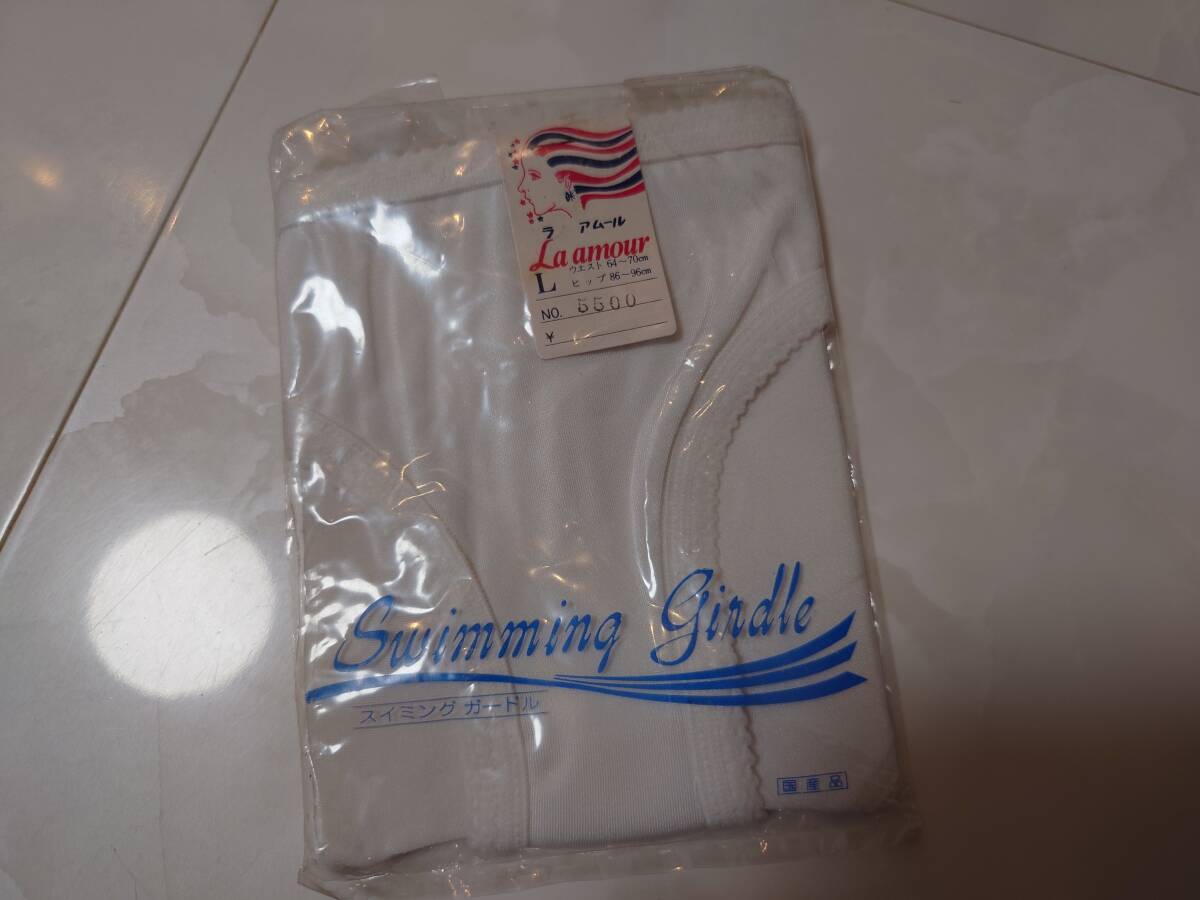 ラ アムール
La amour
L ウエスト 64～70cm
ヒップ 86～96cm
NO. 5500
¥
Swimming Girdle
スイミング ガードル
国産品